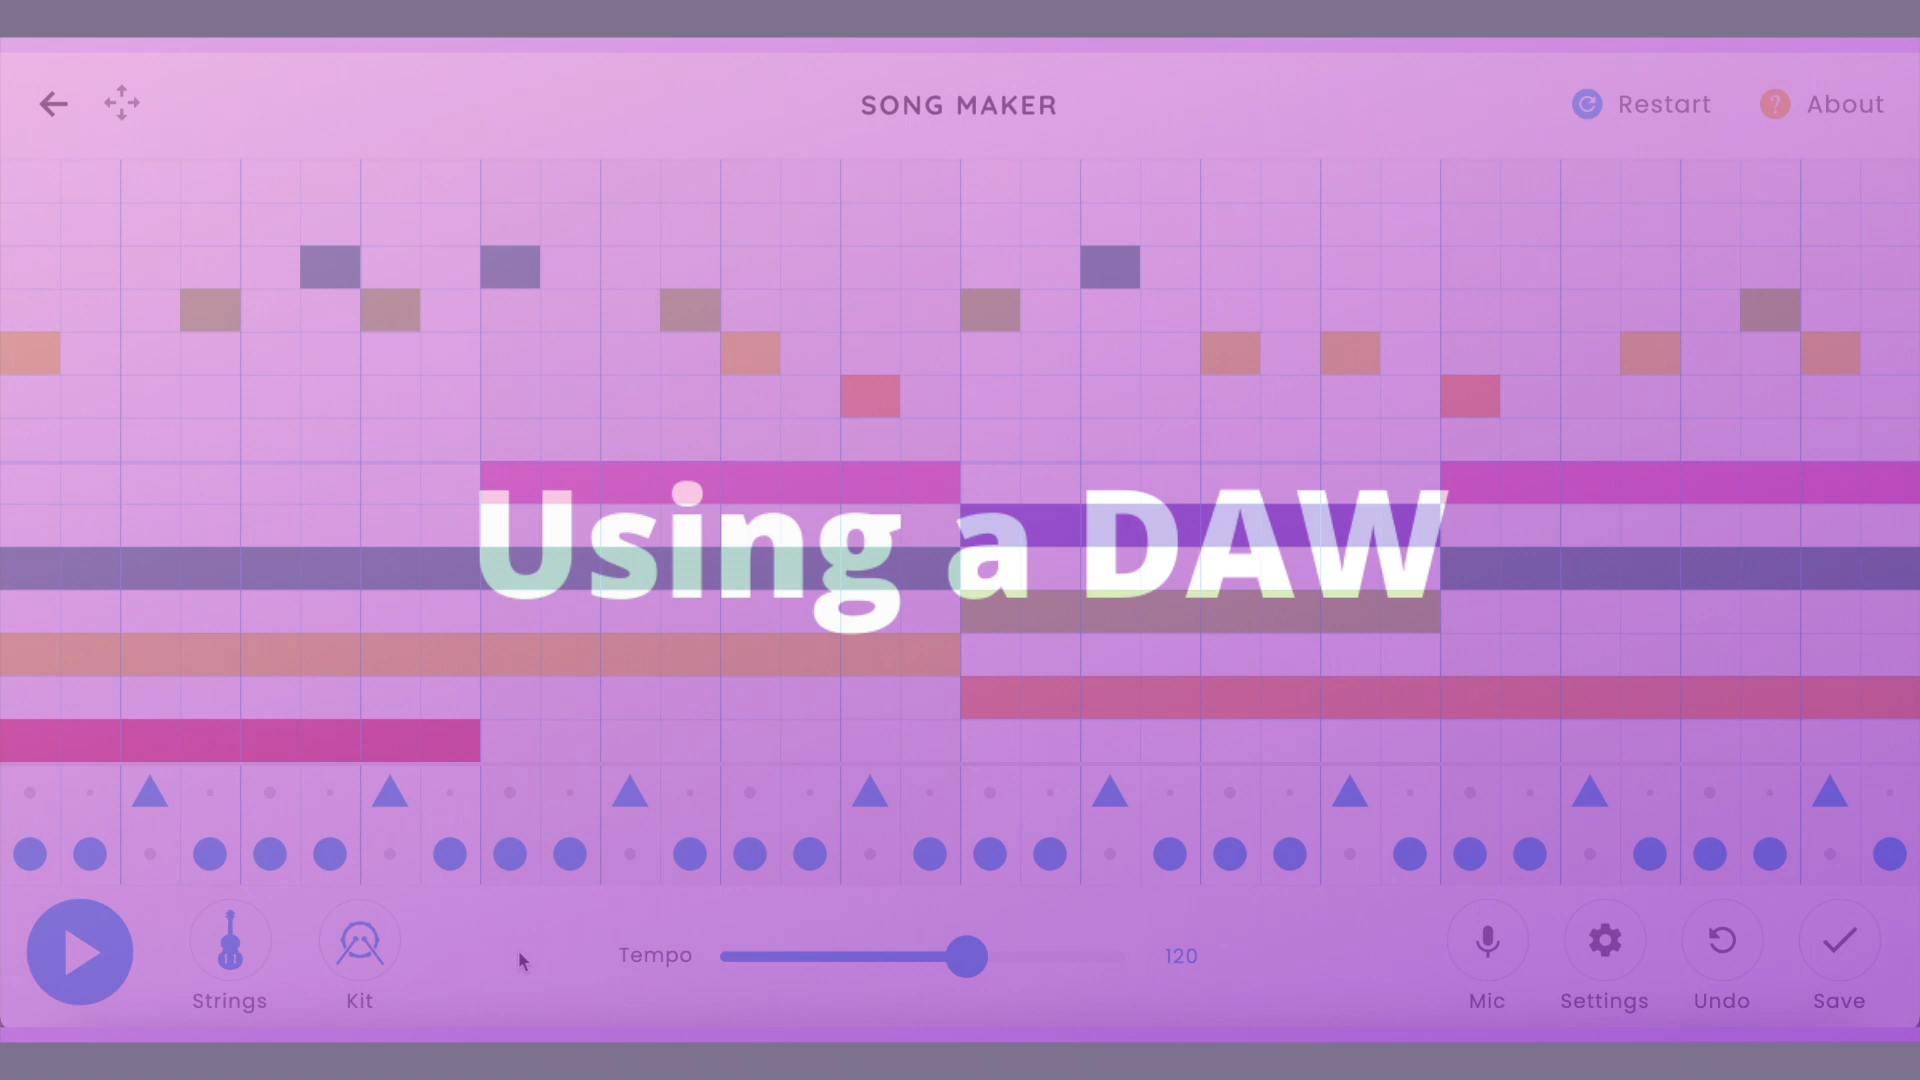 SONG MAKER
Restart
About
Using a DAW
Tempo
120
Strings
Kit
Mic
Settings
Undo
Save